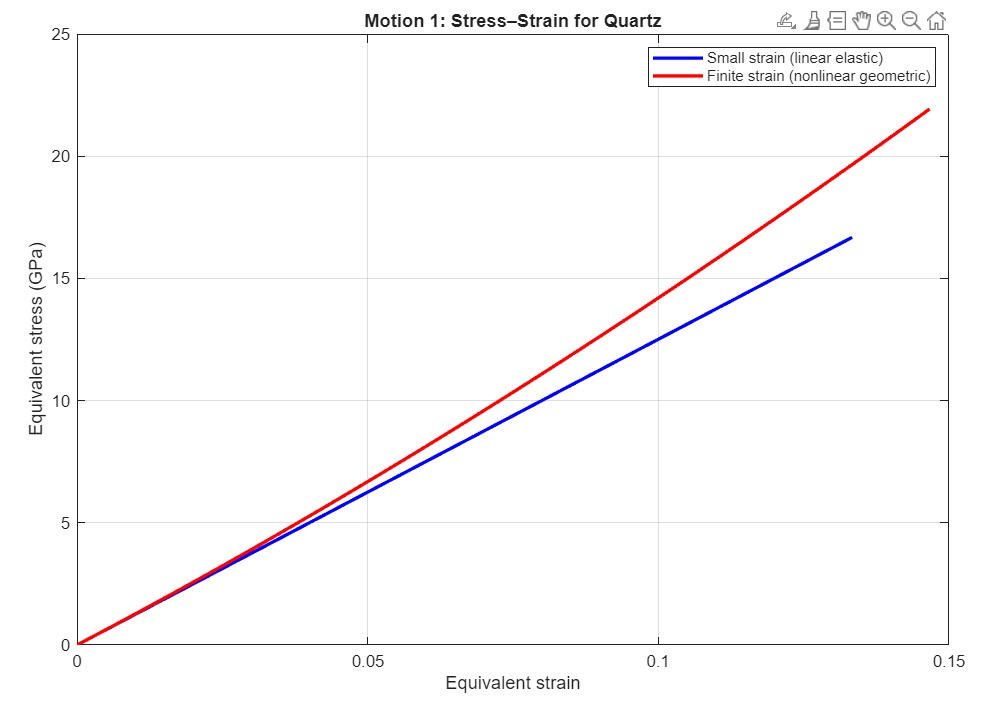 Motion 1: Stress–Strain for Quartz
25
Small strain (linear elastic)
Finite strain (nonlinear geometric)
20
15
10
5
0
Equivalent stress (GPa)
0 0.05 0.1 0.15
Equivalent strain